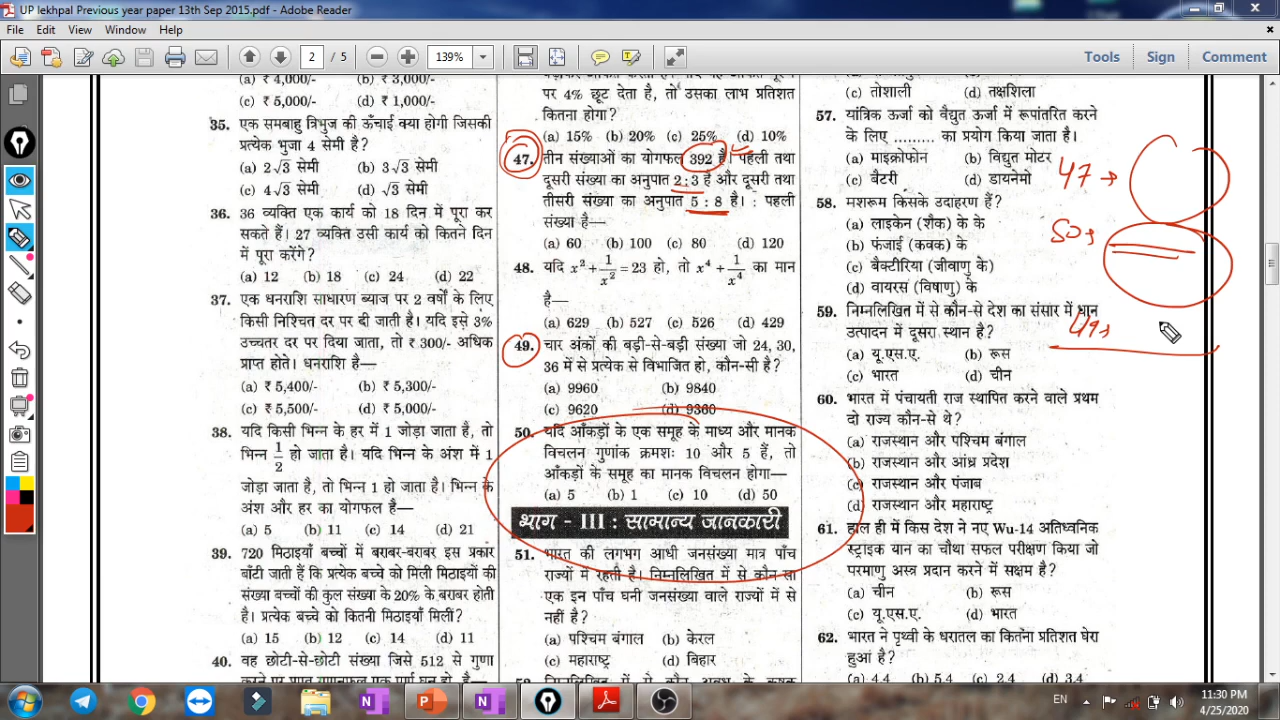 UP lekhpal Previous year paper 13th Sep 2015.pdf - Adobe Reader
File Edit View Window Help
2 / 5 139% Tools Sign Comment
(a) ₹ 4,000/- (b) ₹ 3,000/-
(c) ₹ 5,000/- (d) ₹ 1,000/-
35. एक समबाहु त्रिभुज की ऊँचाई क्या होगी जिसकी
प्रत्येक भुजा 4 सेमी है?
(a) 2√3 सेमी (b) 3√3 सेमी
(c) 4√3 सेमी (d) √3 सेमी
36. 36 व्यक्ति एक कार्य को 18 दिन में पूरा कर
सकते हैं। 27 व्यक्ति उसी कार्य को कितने दिन
में पूरा करेंगे?
(a) 12 (b) 18 (c) 24 (d) 22
37. एक धनराशि साधारण ब्याज पर 2 वर्षों के लिए
किसी निश्चित दर पर दी जाती है। यदि इसे 3%
उच्चतर दर पर दिया जाता, तो ₹ 300/- अधिक
प्राप्त होते। धनराशि है—
(a) ₹ 5,400/- (b) ₹ 5,300/-
(c) ₹ 5,500/- (d) ₹ 5,000/-
38. यदि किसी भिन्न के हर में 1 जोड़ा जाता है, तो
भिन्न 1/2 हो जाता है। यदि भिन्न के अंश में 1
जोड़ा जाता है, तो भिन्न 1 हो जाता है। भिन्न के
अंश और हर का योगफल है—
(a) 5 (b) 11 (c) 14 (d) 21
39. 720 मिठाइयाँ बच्चों में बराबर-बराबर इस प्रकार
बाँटी जाती हैं कि प्रत्येक बच्चे को मिली मिठाइयों की
संख्या बच्चों की कुल संख्या के 20% के बराबर होती
है। प्रत्येक बच्चे को कितनी मिठाइयाँ मिलीं?
(a) 15 (b) 12 (c) 14 (d) 11
40. वह छोटी-से-छोटी संख्या जिसे 512 से गुणा
पर 4% छूट देता है, तो उसका लाभ प्रतिशत
कितना होगा?
(a) 15% (b) 20% (c) 25% (d) 10%
47. तीन संख्याओं का योगफल 392 है। पहली तथा
दूसरी संख्या का अनुपात 2 : 3 है और दूसरी तथा
तीसरी संख्या का अनुपात 5 : 8 है। : पहली
संख्या है—
(a) 60 (b) 100 (c) 80 (d) 120
48. यदि x² + 1/x² = 23 हो, तो x⁴ + 1/x⁴ का मान
है—
(a) 629 (b) 527 (c) 526 (d) 429
49. चार अंकों की बड़ी-से-बड़ी संख्या जो 24, 30,
36 में से प्रत्येक से विभाजित हो, कौन-सी है?
(a) 9960 (b) 9840
(c) 9620 (d) 9360
50. यदि आँकड़ों के एक समूह के माध्य और मानक
विचलन गुणांक क्रमशः 10 और 5 हैं, तो
आँकड़ों के समूह का मानक विचलन होगा—
(a) 5 (b) 1 (c) 10 (d) 50
भाग - III : सामान्य जानकारी
51. भारत की लगभग आधी जनसंख्या मात्र पाँच
राज्यों में रहती है। निम्नलिखित में से कौन-सा
एक इन पाँच घनी जनसंख्या वाले राज्यों में से
नहीं है?
(a) पश्चिम बंगाल (b) केरल
(c) महाराष्ट्र (d) बिहार
(c) तोशाली (d) तक्षशिला
57. यांत्रिक ऊर्जा को वैद्युत ऊर्जा में रूपांतरित करने
के लिए ......... का प्रयोग किया जाता है।
(a) माइक्रोफोन (b) विद्युत मोटर
(c) बैटरी (d) डायनेमो
58. मशरूम किसके उदाहरण हैं?
(a) लाइकेन (शैक) के के
(b) फंजाई (कवक) के
(c) बैक्टीरिया (जीवाणु के)
(d) वायरस (विषाणु) के
59. निम्नलिखित में से कौन-से देश का संसार में धान
उत्पादन में दूसरा स्थान है?
(a) यू.एस.ए. (b) रूस
(c) भारत (d) चीन
60. भारत में पंचायती राज स्थापित करने वाले प्रथम
दो राज्य कौन-से थे?
(a) राजस्थान और पश्चिम बंगाल
(b) राजस्थान और आंध्र प्रदेश
(c) राजस्थान और पंजाब
(d) राजस्थान और महाराष्ट्र
61. हाल ही में किस देश ने नए Wu-14 अतिध्वनिक
स्ट्राइक यान का चौथा सफल परीक्षण किया जो
परमाणु अस्त्र प्रदान करने में सक्षम है?
(a) चीन (b) रूस
(c) यू.एस.ए. (d) भारत
62. भारत ने पृथ्वी के धरातल का कितना प्रतिशत घेरा
हुआ है?
(a) 4.4 (b) 5.4 (c) 2.4 (d) 3.4
47 →
50
49
EN 11:30 PM
4/25/2020